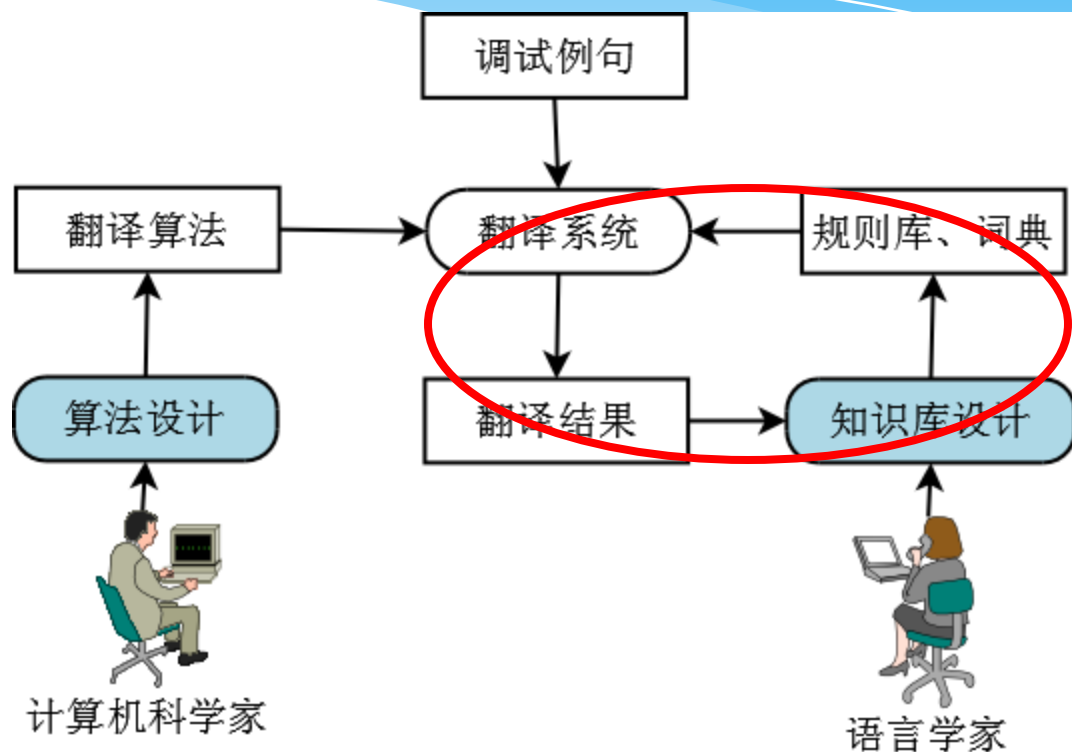 调试例句
翻译算法
翻译系统
规则库、词典
算法设计
翻译结果
知识库设计
计算机科学家
语言学家